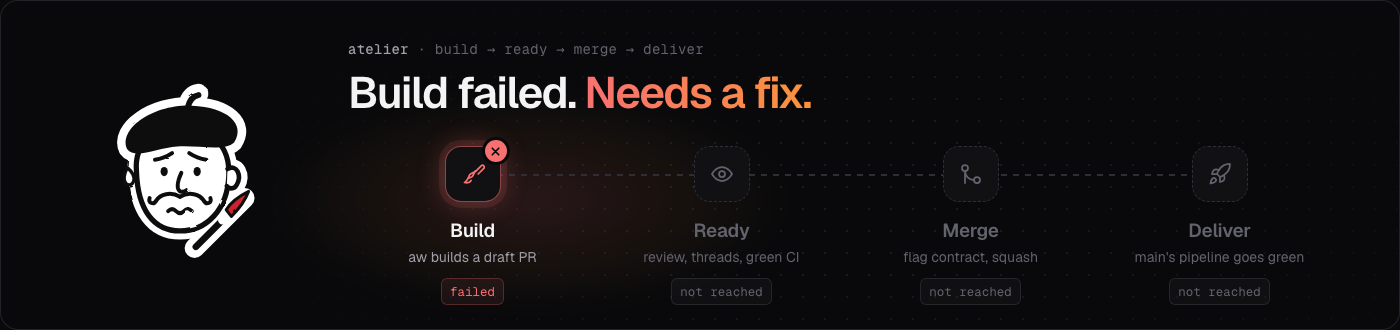 atelier · build → ready → merge → deliver
Build failed. Needs a fix.
Build
aw builds a draft PR
failed
Ready
review, threads, green CI
not reached
Merge
flag contract, squash
not reached
Deliver
main's pipeline goes green
not reached